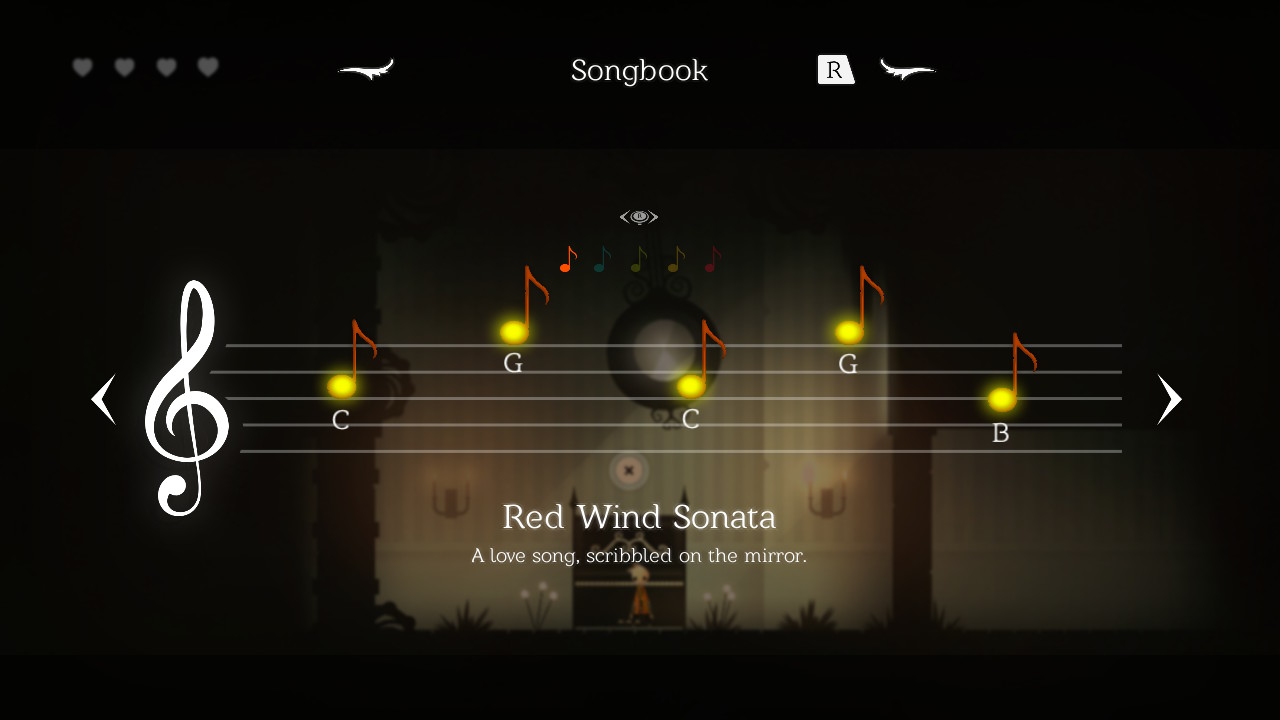 Songbook
R
C
G
C
G
B
Red Wind Sonata
A love song, scribbled on the mirror.